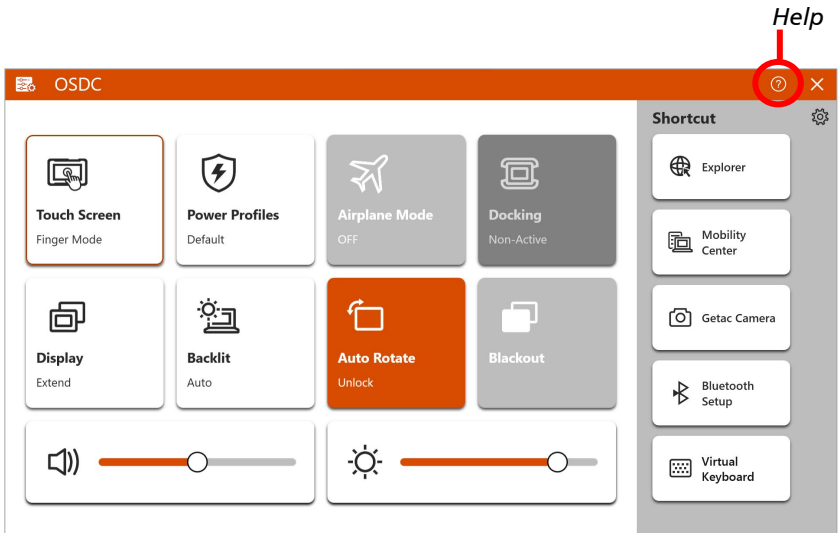 Help
OSDC
Touch Screen
Finger Mode
Power Profiles
Default
Airplane Mode
OFF
Docking
Non-Active
Display
Extend
Backlit
Auto
Auto Rotate
Unlock
Blackout
Shortcut
Explorer
Mobility
Center
Getac Camera
Bluetooth
Setup
Virtual
Keyboard